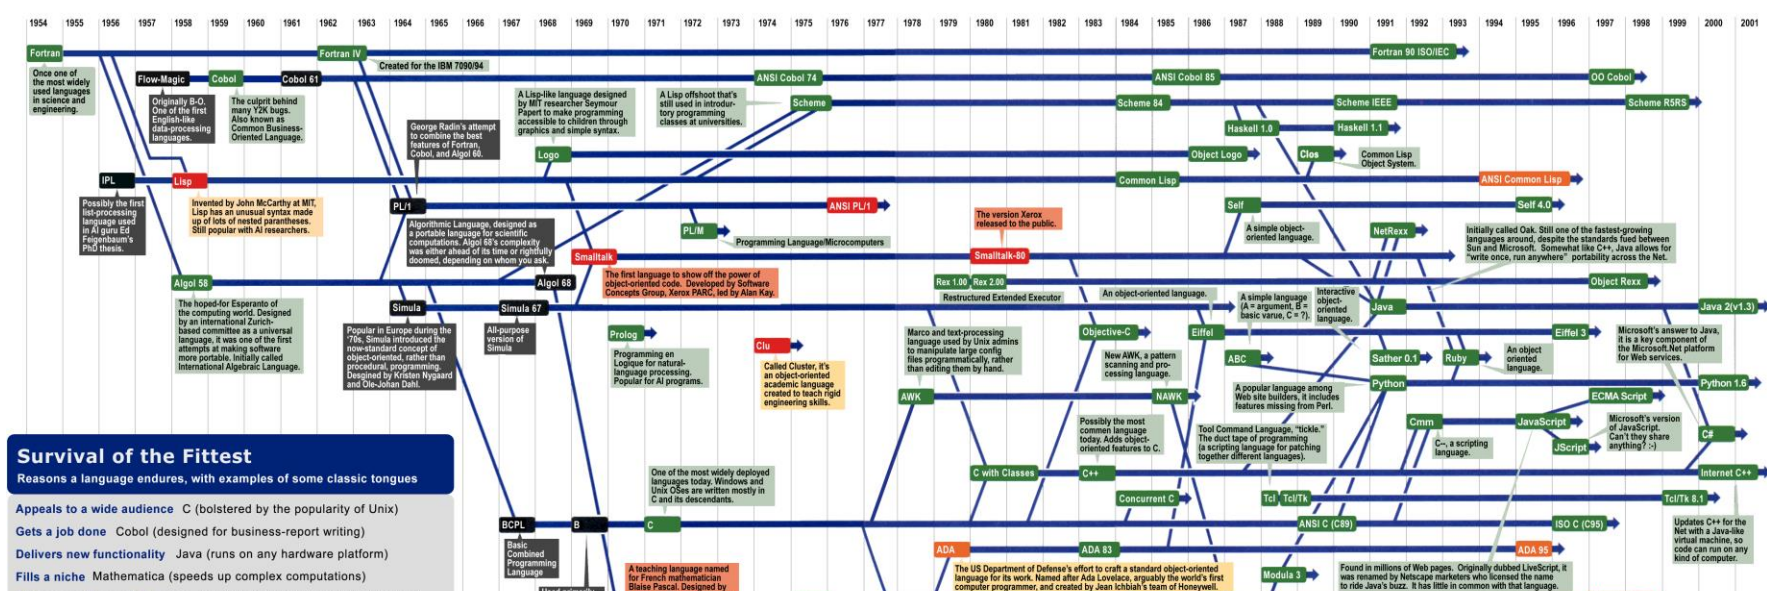 1954 1955 1956 1957 1958 1959 1960 1961 1962 1963 1964 1965 1966 1967 1968 1969 1970 1971 1972 1973 1974 1975 1976 1977 1978 1979 1980 1981 1982 1983 1984 1985 1986 1987 1988 1989 1990 1991 1992 1993 1994 1995 1996 1997 1998 1999 2000 2001
Fortran
Fortran IV
Fortran 90 ISO/IEC
Once one of
the most widely
used languages
in science and
engineering.
Created for the IBM 7090/94
Flow-Magic
Cobol
Cobol 61
ANSI Cobol 74
ANSI Cobol 85
OO Cobol
Originally B-O.
One of the first
English-like
data-processing
languages.
The culprit behind
many Y2K bugs.
Also known as
Common Business-
Oriented Language.
A Lisp-like language designed
by MIT researcher Seymour
Papert to make programming
accessible to children through
graphics and simple syntax.
A Lisp offshoot that's
still used in introdur-
tory programming
classes at universities.
Scheme
Scheme 84
Scheme IEEE
Scheme R5RS
George Radin's attempt
to combine the best
features of Fortran,
Cobol, and Algol 60.
Haskell 1.0
Haskell 1.1
Logo
Object Logo
Clos
Common Lisp
Object System.
IPL
Lisp
Common Lisp
ANSI Common Lisp
Possibly the first
list-processing
language used
in AI guru Ed
Feigenbaum's
PhD thesis.
Invented by John McCarthy at MIT,
Lisp has an unusual syntax made
up of lots of nested parantheses.
Still popular with AI researchers.
PL/1
ANSI PL/1
Self
Self 4.0
The version Xerox
released to the public.
A simple object-
oriented language.
Algorithmic Language, designed as
a portable language for scientific
computations. Algol 68's complexity
was either ahead of its time or rightfully
doomed, depending on whom you ask.
PL/M
Programming Language/Microcomputers
NetRexx
Initially called Oak. Still one of the fastest-growing
languages around, despite the standards fued between
Sun and Microsoft. Somewhat like C++, Java allows for
"write once, run anywhere" portability across the Net.
Smalltalk
Smalltalk-80
The first language to show off the power of
object-oriented code. Developed by Software
Concepts Group, Xerox PARC, led by Alan Kay.
Algol 58
Algol 68
Rex 1.00
Rex 2.00
Object Rexx
Restructured Extended Executor
An object-oriented language.
The hoped-for Esperanto of
the computing world. Designed
by an international Zurich-
based committee as a universal
language, it was one of the first
attempts at making software
more portable. Initially called
International Algebraic Language.
Simula
Simula 67
Java
Java 2(v1.3)
Popular in Europe during the
'70s, Simula introduced the
now-standard concept of
object-oriented, rather than
procedural, programming.
Desgined by Kristen Nygaard
and Ole-Johan Dahl.
All-purpose
version of
Simula
A simple language
(A = argument, B =
basic varue, C = ?).
Interactive
object-
oriented
language.
Prolog
Programming en
Logique for natural-
language processing.
Popular for AI programs.
Clu
Called Cluster, it's
an object-oriented
academic language
created to teach rigid
engineering skills.
Marco and text-processing
language used by Unix admins
to manipulate large config
files programmatically, rather
than editing them by hand.
Objective-C
Eiffel
Eiffel 3
Microsoft's answer to Java,
it is a key component of
the Microsoft.Net platform
for Web services.
New AWK, a pattern
scanning and pro-
cessing language.
ABC
Sather 0.1
Ruby
An object
oriented
language.
Python
Python 1.6
A popular language among
Web site builders, it includes
features missing from Perl.
AWK
NAWK
ECMA Script
Possibly the most
commen language
today. Adds object-
oriented features to C.
Tool Command Language, "tickle."
The duct tape of programming
(a scripting language for patching
together different languages).
Cmm
C--, a scripting
language.
JavaScript
JScript
Microsoft's version
of JavaScript.
Can't they share
anything? ;-)
C#
Survival of the Fittest
Reasons a language endures, with examples of some classic tongues
Appeals to a wide audience C (bolstered by the popularity of Unix)
Gets a job done Cobol (designed for business-report writing)
Delivers new functionality Java (runs on any hardware platform)
Fills a niche Mathematica (speeds up complex computations)
One of the most widely deployed
languages today. Windows and
Unix OSes are written mostly in
C and its descendants.
C with Classes
C++
Internet C++
Concurrent C
Tcl
Tcl/Tk
Tcl/Tk 8.1
BCPL
B
C
ANSI C (C89)
ISO C (C95)
Basic
Combined
Programming
Language
Updates C++ for the
Net with a Java-like
virtual machine, so
code can run on any
kind of computer.
ADA
ADA 83
ADA 95
A teaching language named
for French mathematician
Blaise Pascal. Designed by
The US Department of Defense's effort to craft a standard object-oriented
language for its work. Named after Ada Lovelace, arguably the world's first
computer programmer, and created by Jean Ichbiah's team of Honeywell.
Modula 3
Found in millions of Web pages. Originally dubbed LiveScript, it
was renamed by Netscape marketers who licensed the name
to ride Java's buzz. It has little in common with that language.